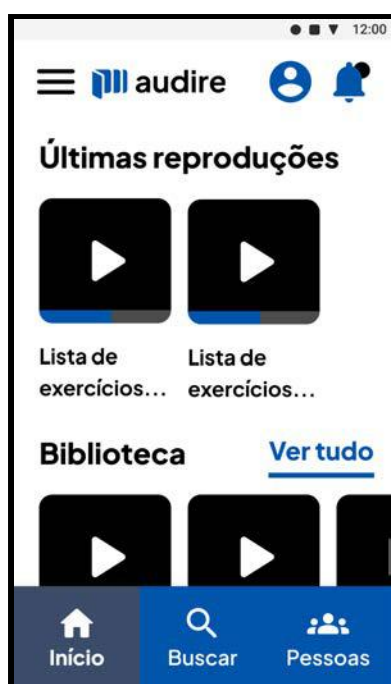 12:00
audire
Últimas reproduções
Lista de
exercícios...
Lista de
exercícios...
Biblioteca
Ver tudo
Início
Buscar
Pessoas